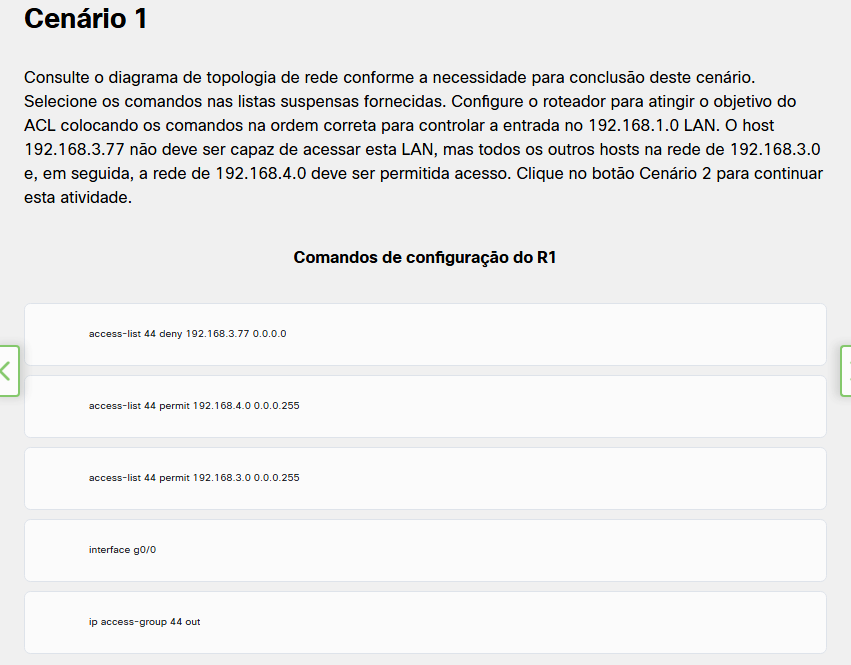 Cenário 1
Consulte o diagrama de topologia de rede conforme a necessidade para conclusão deste cenário.
Selecione os comandos nas listas suspensas fornecidas. Configure o roteador para atingir o objetivo do
ACL colocando os comandos na ordem correta para controlar a entrada no 192.168.1.0 LAN. O host
192.168.3.77 não deve ser capaz de acessar esta LAN, mas todos os outros hosts na rede de 192.168.3.0
e, em seguida, a rede de 192.168.4.0 deve ser permitida acesso. Clique no botão Cenário 2 para continuar
esta atividade.
Comandos de configuração do R1
access-list 44 deny 192.168.3.77 0.0.0.0
access-list 44 permit 192.168.4.0 0.0.0.255
access-list 44 permit 192.168.3.0 0.0.0.255
interface g0/0
ip access-group 44 out